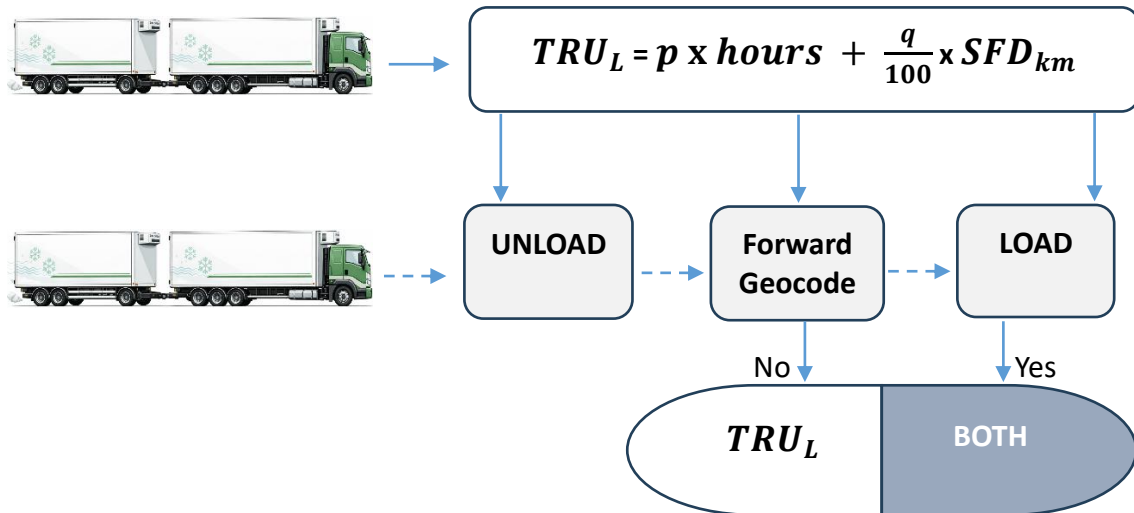 TRU_L = p x hours + q/100 x SFD_km
UNLOAD
Forward
Geocode
LOAD
No
Yes
TRU_L
BOTH